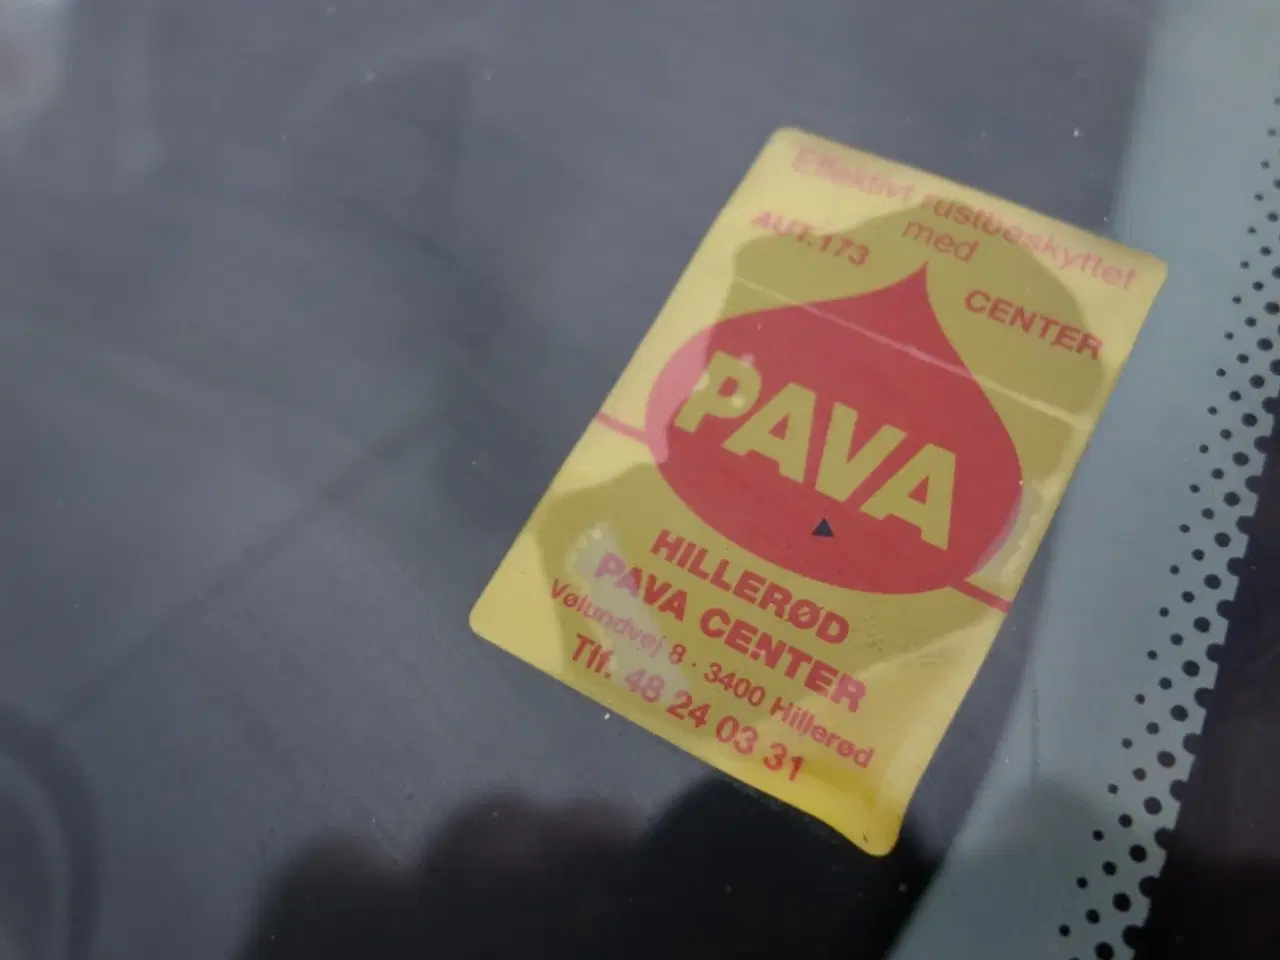 Effektivt rustbeskyttet
med
AUT. 173
CENTER
PAVA
HILLERØD
PAVA CENTER
Vølundvej 8 · 3400 Hillerød
Tlf. 48 24 03 31